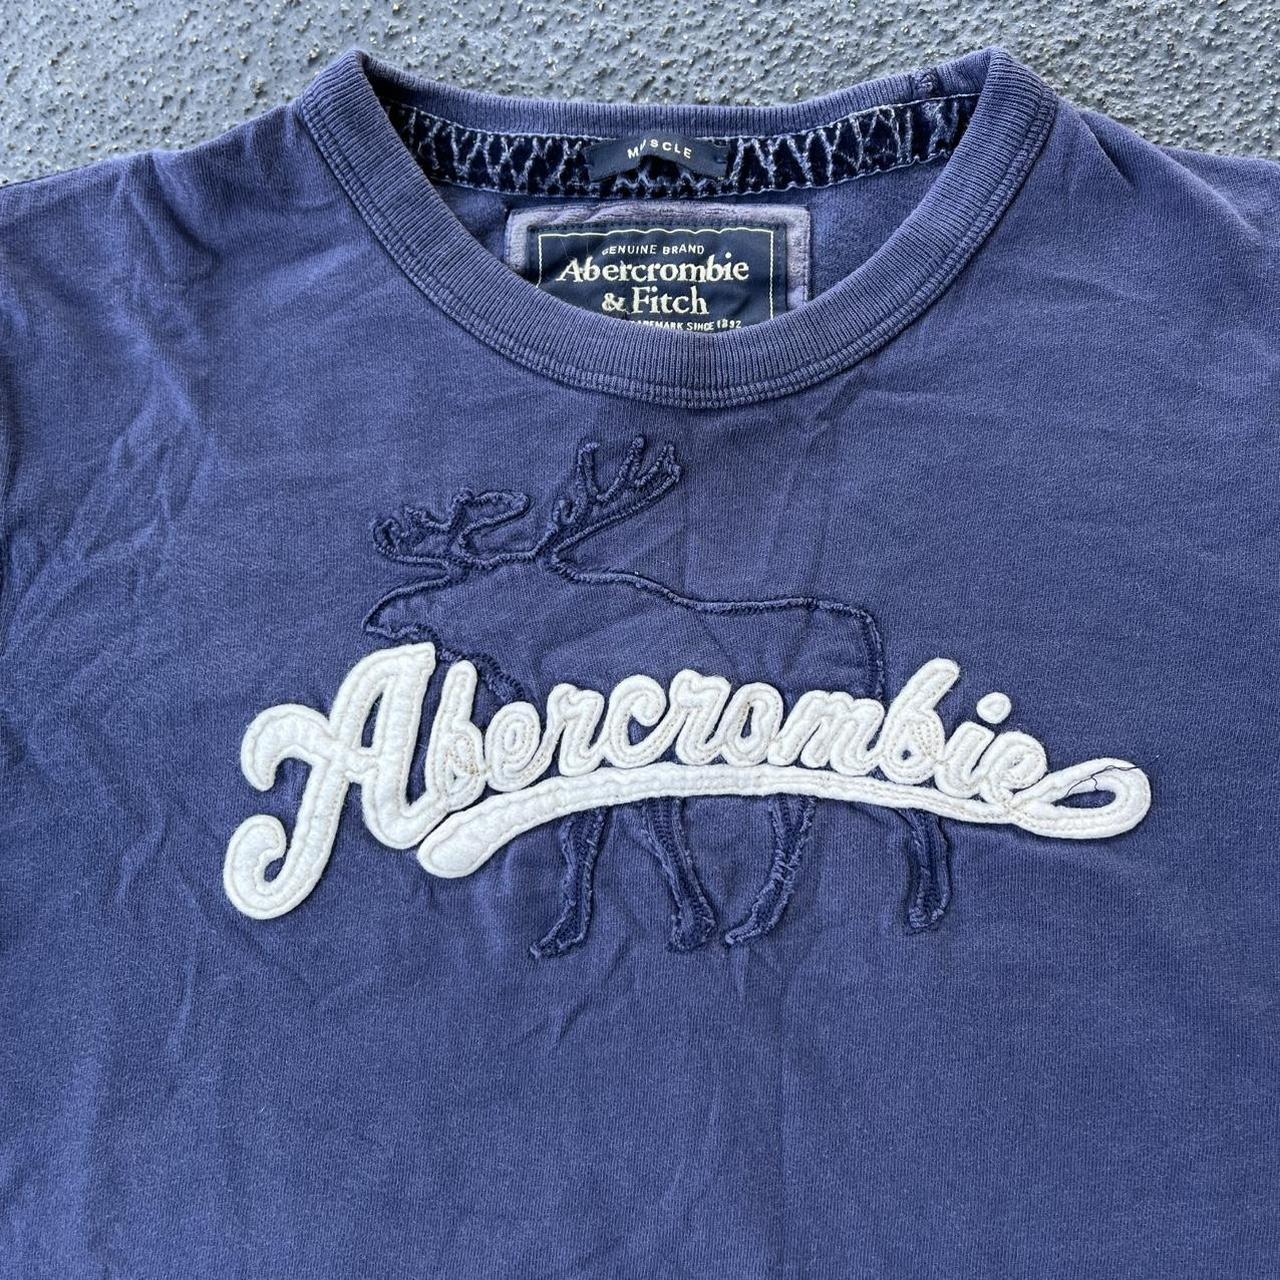 MUSCLE
GENUINE BRAND
Abercrombie
& Fitch
TRADEMARK SINCE 1892
Abercrombie